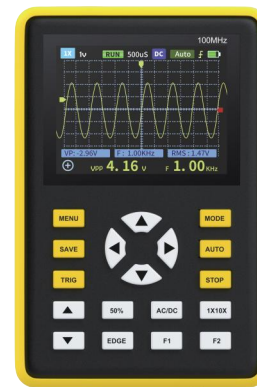 100MHz
1X 1V RUN 500uS DC Auto
VP:-2.96V F: 1.00KHz RMS:1.47V
VPP 4.16 V F 1.00 KHz
MENU MODE
SAVE AUTO
TRIG STOP
50% AC/DC 1X10X
EDGE F1 F2